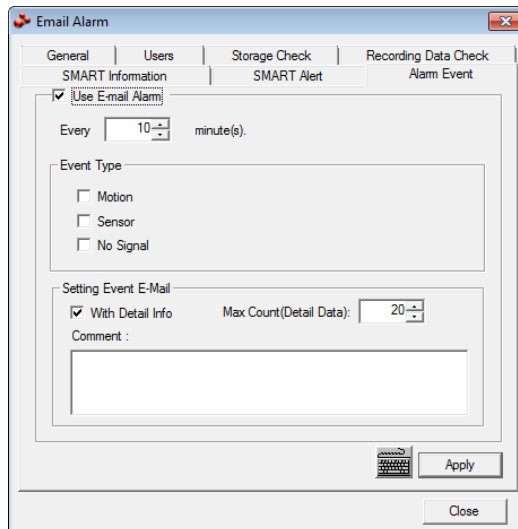 Email Alarm
General Users Storage Check Recording Data Check
SMART Information SMART Alert Alarm Event
Use E-mail Alarm
Every 10 minute(s).
Event Type
Motion
Sensor
No Signal
Setting Event E-Mail
With Detail Info Max Count(Detail Data): 20
Comment :
Apply
Close